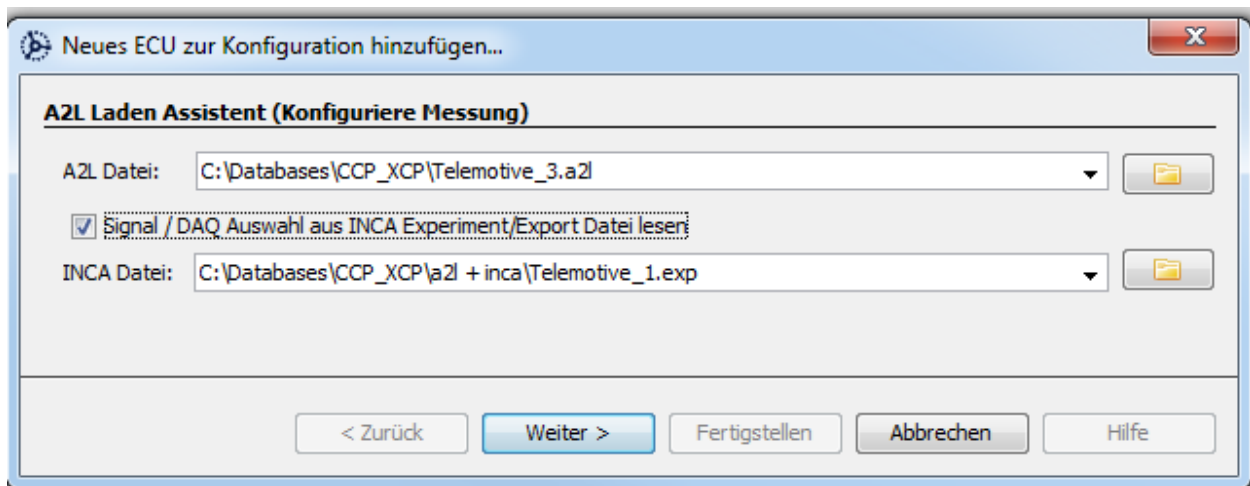 Neues ECU zur Konfiguration hinzufügen...
A2L Laden Assistent (Konfiguriere Messung)
A2L Datei: C:\Databases\CCP_XCP\Telemotive_3.a2l
Signal / DAQ Auswahl aus INCA Experiment/Export Datei lesen
INCA Datei: C:\Databases\CCP_XCP\a2l + inca\Telemotive_1.exp
< Zurück Weiter > Fertigstellen Abbrechen Hilfe